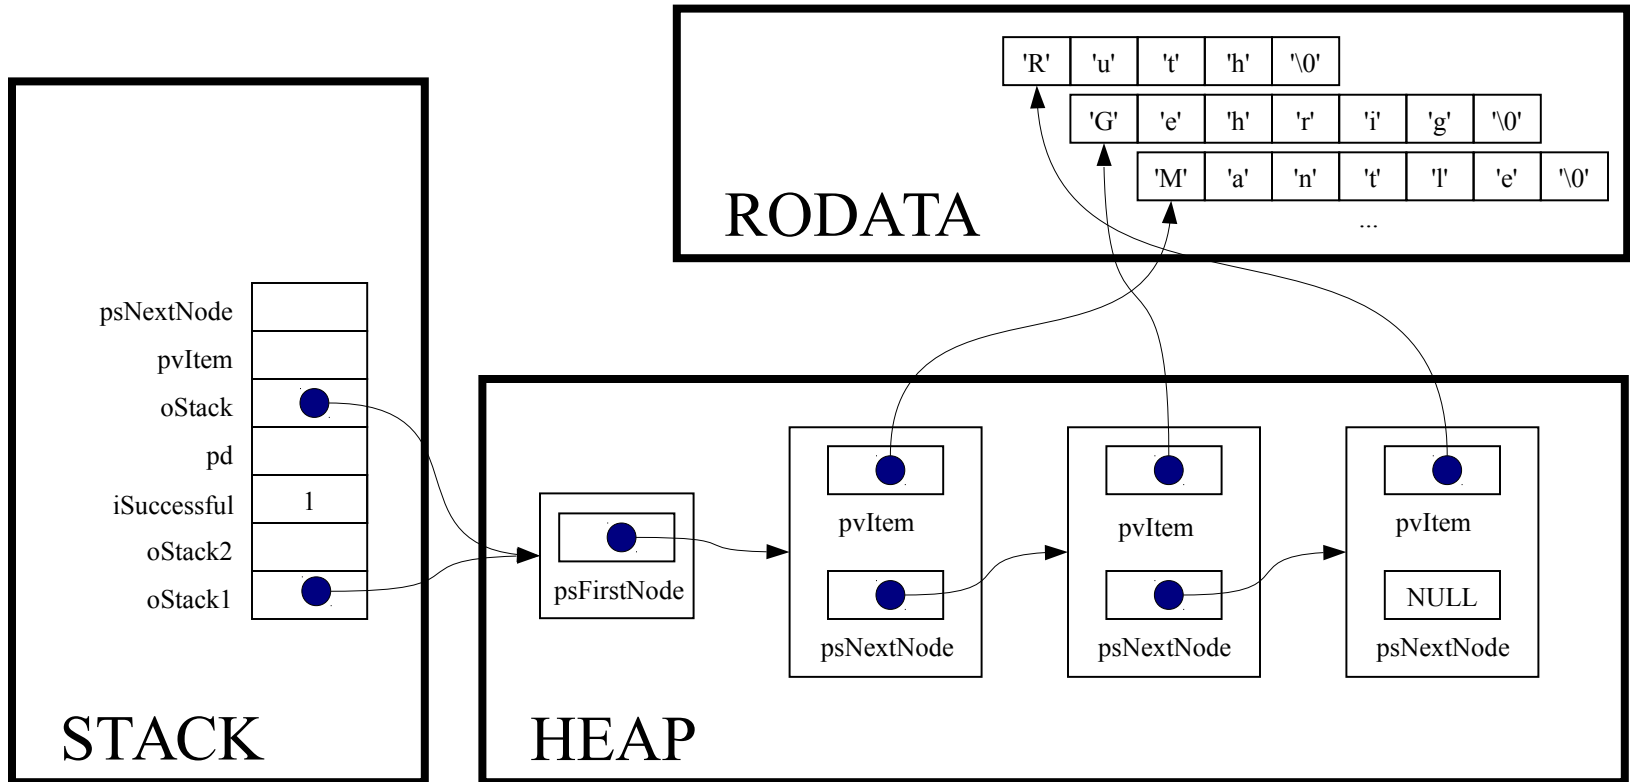 'R' 'u' 't' 'h' '\0'
'G' 'e' 'h' 'r' 'i' 'g' '\0'
'M' 'a' 'n' 't' 'l' 'e' '\0'
...
RODATA
psNextNode
pvItem
oStack
pd
iSuccessful 1
oStack2
oStack1
STACK
psFirstNode
pvItem
psNextNode
pvItem
psNextNode
pvItem
NULL
psNextNode
HEAP